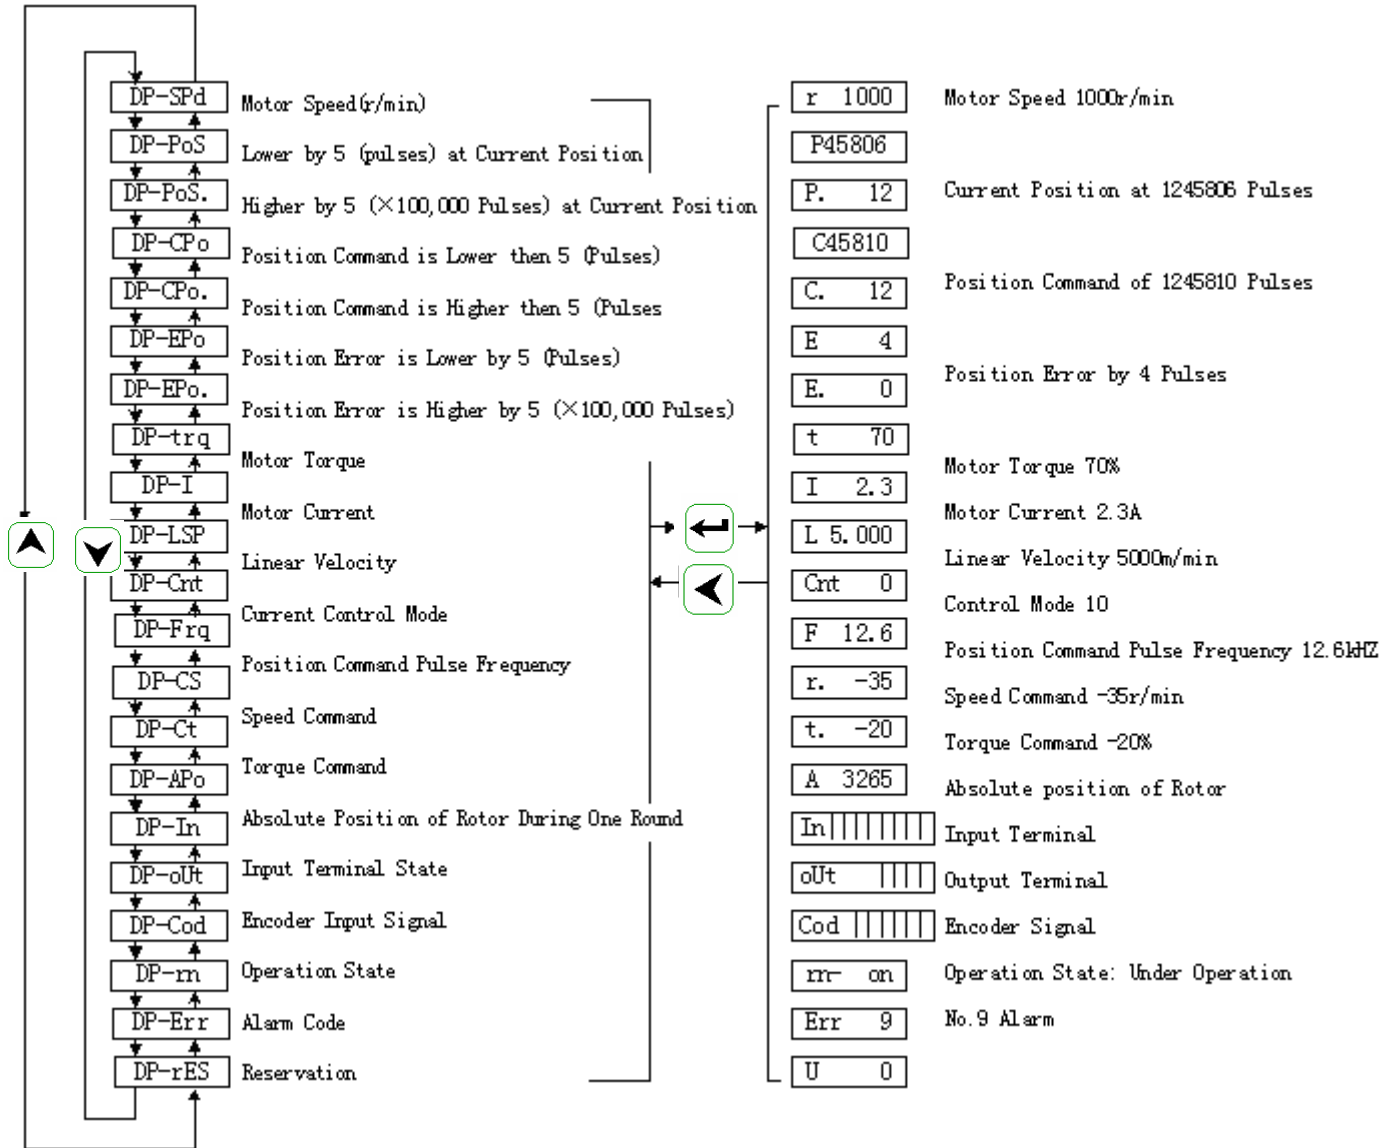 DP-SPd
Motor Speed(r/min)
DP-PoS
Lower by 5 (pulses) at Current Position
DP-PoS.
Higher by 5 (×100,000 Pulses) at Current Position
DP-CPo
Position Command is Lower then 5 (Pulses)
DP-CPo.
Position Command is Higher then 5 (Pulses
DP-EPo
Position Error is Lower by 5 (Pulses)
DP-EPo.
Position Error is Higher by 5 (×100,000 Pulses)
DP-trq
Motor Torque
DP-I
Motor Current
DP-LSP
Linear Velocity
DP-Cnt
Current Control Mode
DP-Frq
Position Command Pulse Frequency
DP-CS
Speed Command
DP-Ct
Torque Command
DP-APo
Absolute Position of Rotor During One Round
DP-In
Input Terminal State
DP-oUt
Encoder Input Signal
DP-Cod
Operation State
DP-rn
Alarm Code
DP-Err
Reservation
DP-rES
r 1000
Motor Speed 1000r/min
P45806
P. 12
Current Position at 1245806 Pulses
C45810
C. 12
Position Command of 1245810 Pulses
E 4
E. 0
Position Error by 4 Pulses
t 70
Motor Torque 70%
I 2.3
Motor Current 2.3A
L 5.000
Linear Velocity 5000m/min
Cnt 0
Control Mode 10
F 12.6
Position Command Pulse Frequency 12.6kHZ
r. -35
Speed Command -35r/min
t. -20
Torque Command -20%
A 3265
Absolute position of Rotor
In
Input Terminal
oUt
Output Terminal
Cod
Encoder Signal
rn- on
Operation State: Under Operation
Err 9
No.9 Alarm
U 0